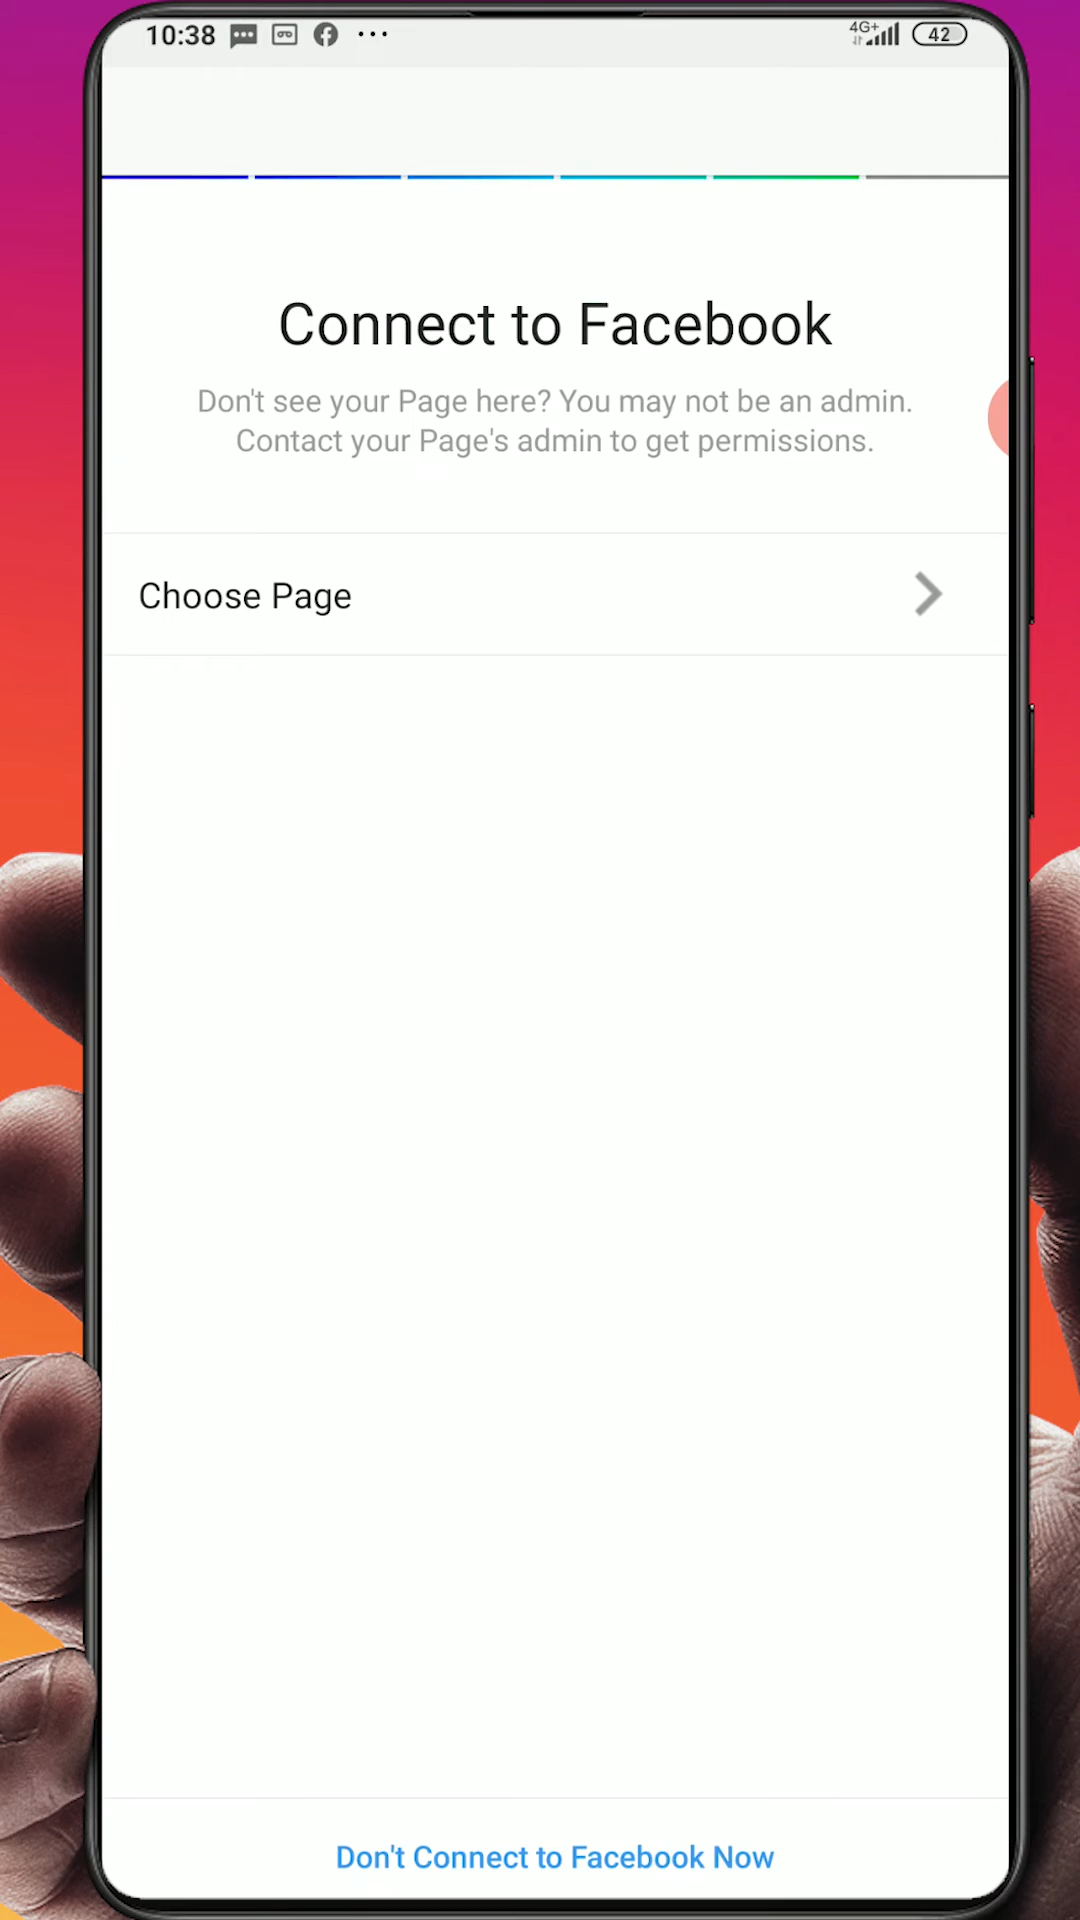 10:38 ... 4G+ 42
Connect to Facebook
Don't see your Page here? You may not be an admin.
Contact your Page's admin to get permissions.
Choose Page
Don't Connect to Facebook Now